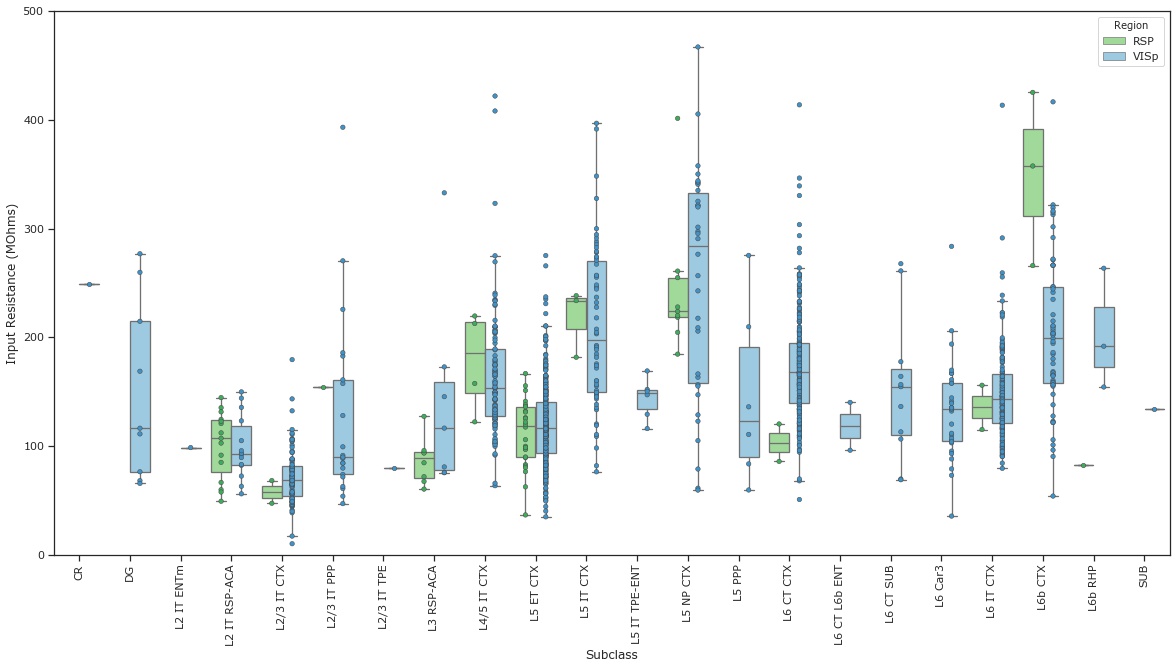 500
400
300
200
100
0
Input Resistance (MOhms)
Region
RSP
VISp
CR
DG
L2 IT ENTm
L2 IT RSP-ACA
L2/3 IT CTX
L2/3 IT PPP
L2/3 IT TPE
L3 RSP-ACA
L4/5 IT CTX
L5 ET CTX
L5 IT CTX
L5 IT TPE-ENT
L5 NP CTX
L5 PPP
L6 CT CTX
L6 CT L6b ENT
L6 CT SUB
L6 Car3
L6 IT CTX
L6b CTX
L6b RHP
SUB
Subclass